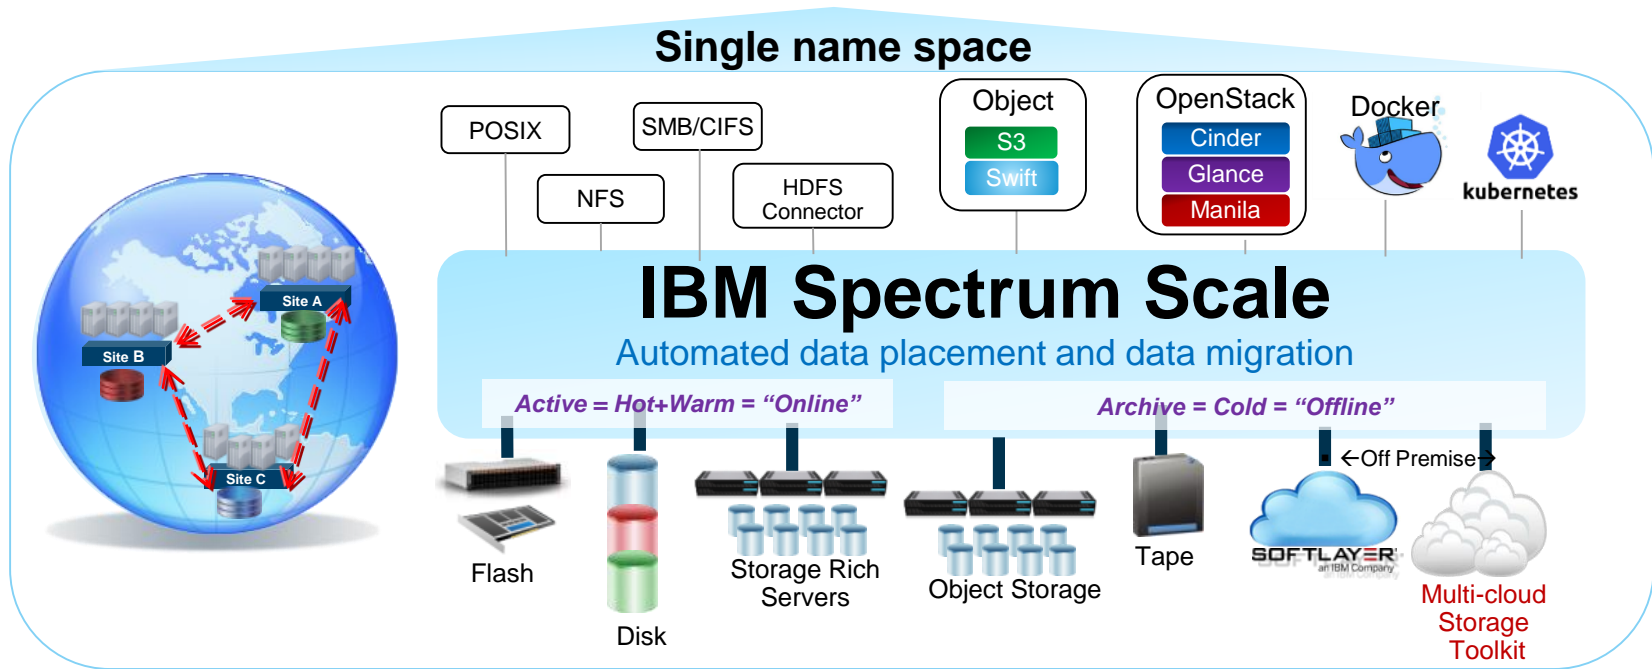 Single name space
POSIX
NFS
SMB/CIFS
HDFS
Connector
Object
S3
Swift
OpenStack
Cinder
Glance
Manila
Docker
kubernetes
Site A
Site B
Site C
IBM Spectrum Scale
Automated data placement and data migration
Active = Hot+Warm = “Online”
Archive = Cold = “Offline”
←Off Premise→
Flash
Disk
Storage Rich
Servers
Object Storage
Tape
SOFTLAYER
an IBM Company
Multi-cloud
Storage
Toolkit